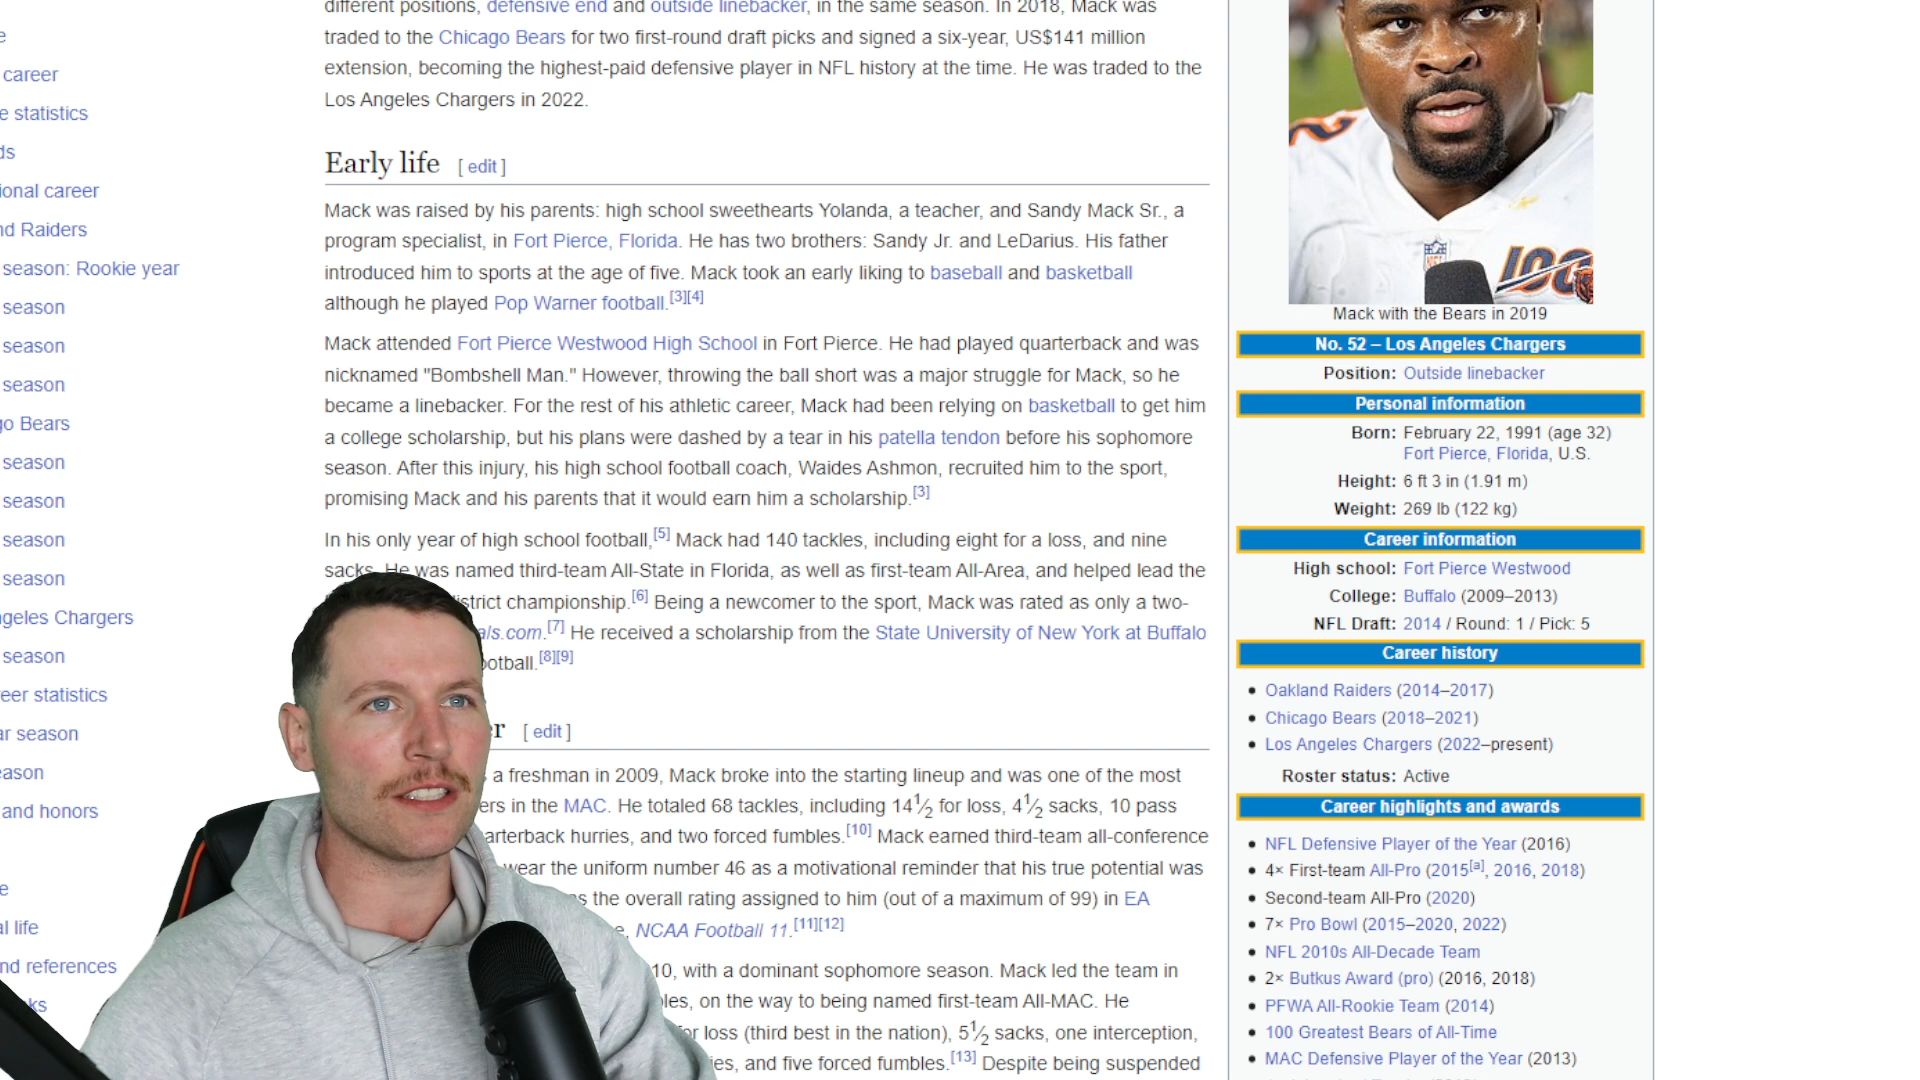 different positions, defensive end and outside linebacker, in the same season. In 2018, Mack was
traded to the Chicago Bears for two first-round draft picks and signed a six-year, US$141 million
extension, becoming the highest-paid defensive player in NFL history at the time. He was traded to the
Los Angeles Chargers in 2022.
Early life [ edit ]
Mack was raised by his parents: high school sweethearts Yolanda, a teacher, and Sandy Mack Sr., a
program specialist, in Fort Pierce, Florida. He has two brothers: Sandy Jr. and LeDarius. His father
introduced him to sports at the age of five. Mack took an early liking to baseball and basketball
although he played Pop Warner football.[3][4]
Mack attended Fort Pierce Westwood High School in Fort Pierce. He had played quarterback and was
nicknamed "Bombshell Man." However, throwing the ball short was a major struggle for Mack, so he
became a linebacker. For the rest of his athletic career, Mack had been relying on basketball to get him
a college scholarship, but his plans were dashed by a tear in his patella tendon before his sophomore
season. After this injury, his high school football coach, Waides Ashmon, recruited him to the sport,
promising Mack and his parents that it would earn him a scholarship.[3]
In his only year of high school football,[5] Mack had 140 tackles, including eight for a loss, and nine
sacks. He was named third-team All-State in Florida, as well as first-team All-Area, and helped lead the
istrict championship.[6] Being a newcomer to the sport, Mack was rated as only a two-
als.com.[7] He received a scholarship from the State University of New York at Buffalo
ootball.[8][9]
er [ edit ]
a freshman in 2009, Mack broke into the starting lineup and was one of the most
ers in the MAC. He totaled 68 tackles, including 14 1⁄2 for loss, 4 1⁄2 sacks, 10 pass
arterback hurries, and two forced fumbles.[10] Mack earned third-team all-conference
wear the uniform number 46 as a motivational reminder that his true potential was
s the overall rating assigned to him (out of a maximum of 99) in EA
e, NCAA Football 11.[11][12]
10, with a dominant sophomore season. Mack led the team in
les, on the way to being named first-team All-MAC. He
or loss (third best in the nation), 5 1⁄2 sacks, one interception,
ies, and five forced fumbles.[13] Despite being suspended
e
career
e statistics
ds
ional career
nd Raiders
season: Rookie year
season
season
season
go Bears
season
season
season
season
ngeles Chargers
season
eer statistics
ar season
eason
and honors
e
al life
nd references
ks
NFL
100
Mack with the Bears in 2019
No. 52 – Los Angeles Chargers
Position: Outside linebacker
Personal information
Born: February 22, 1991 (age 32)
Fort Pierce, Florida, U.S.
Height: 6 ft 3 in (1.91 m)
Weight: 269 lb (122 kg)
Career information
High school: Fort Pierce Westwood
College: Buffalo (2009–2013)
NFL Draft: 2014 / Round: 1 / Pick: 5
Career history
Oakland Raiders (2014–2017)
Chicago Bears (2018–2021)
Los Angeles Chargers (2022–present)
Roster status: Active
Career highlights and awards
NFL Defensive Player of the Year (2016)
4× First-team All-Pro (2015[a], 2016, 2018)
Second-team All-Pro (2020)
7× Pro Bowl (2015–2020, 2022)
NFL 2010s All-Decade Team
2× Butkus Award (pro) (2016, 2018)
PFWA All-Rookie Team (2014)
100 Greatest Bears of All-Time
MAC Defensive Player of the Year (2013)